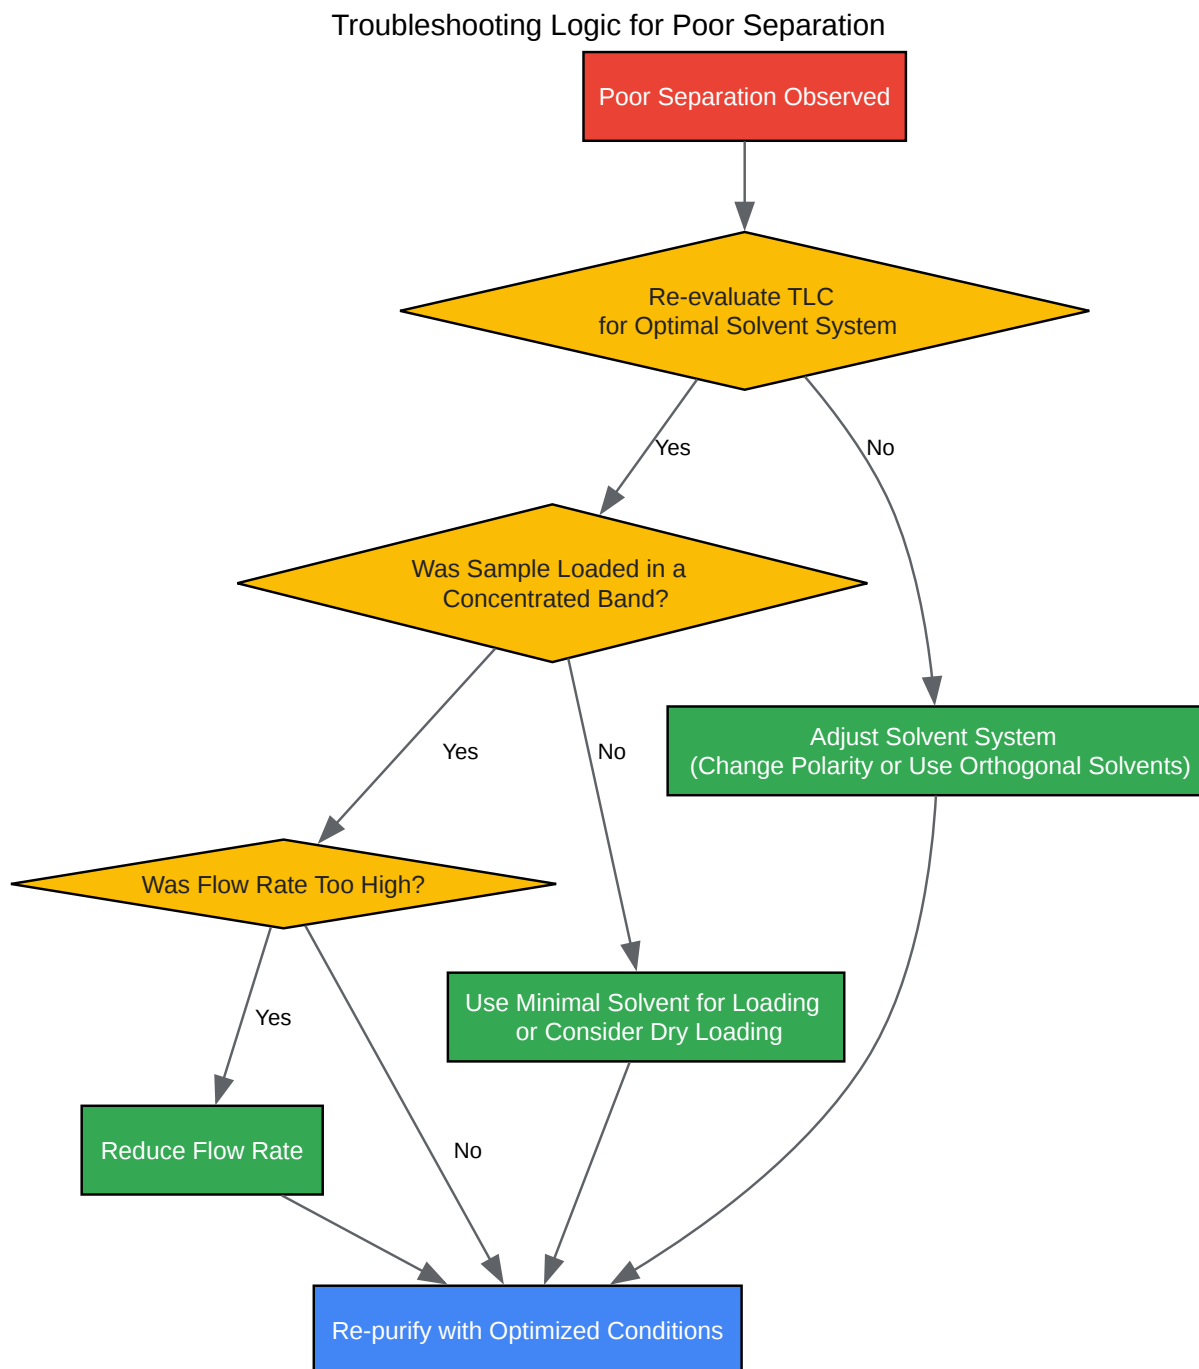 Troubleshooting Logic for Poor Separation
Poor Separation Observed
Re-evaluate TLC
for Optimal Solvent System
Yes
No
Was Sample Loaded in a
Concentrated Band?
Yes
No
Adjust Solvent System
(Change Polarity or Use Orthogonal Solvents)
Was Flow Rate Too High?
Use Minimal Solvent for Loading
or Consider Dry Loading
Yes
No
Reduce Flow Rate
Re-purify with Optimized Conditions